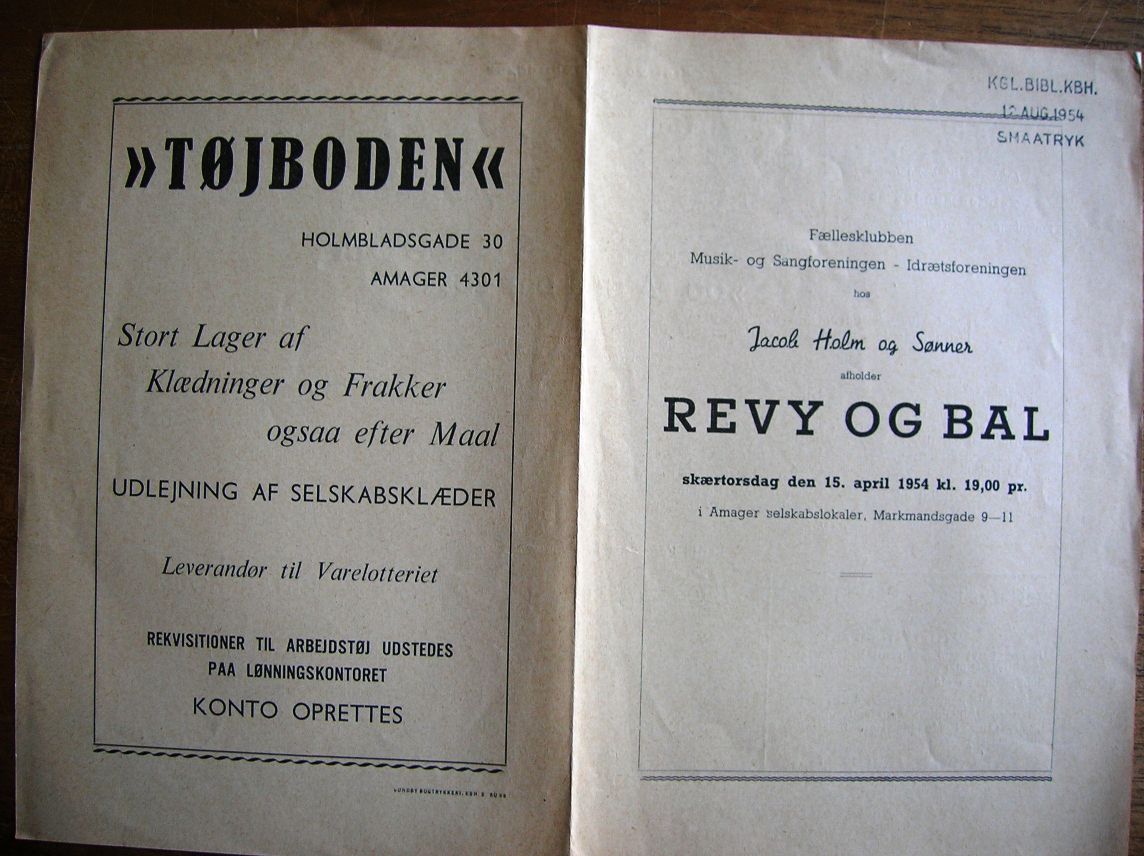 »TØJBODEN«
HOLMBLADSGADE 30
AMAGER 4301
Stort Lager af
Klædninger og Frakker
ogsaa efter Maal
UDLEJNING AF SELSKABSKLÆDER
Leverandør til Varelotteriet
REKVISITIONER TIL ARBEJDSTØJ UDSTEDES
PAA LØNNINGSKONTORET
KONTO OPRETTES
KGL.BIBL.KBH.
AUG.1954
SMAATRYK
Fællesklubben
Musik- og Sangforeningen - Idrætsforeningen
hos
Jacob Holm og Sønner
afholder
REVY OG BAL
skærtorsdag den 15. april 1954 kl. 19,00 pr.
i Amager selskabslokaler, Markmandsgade 9—11